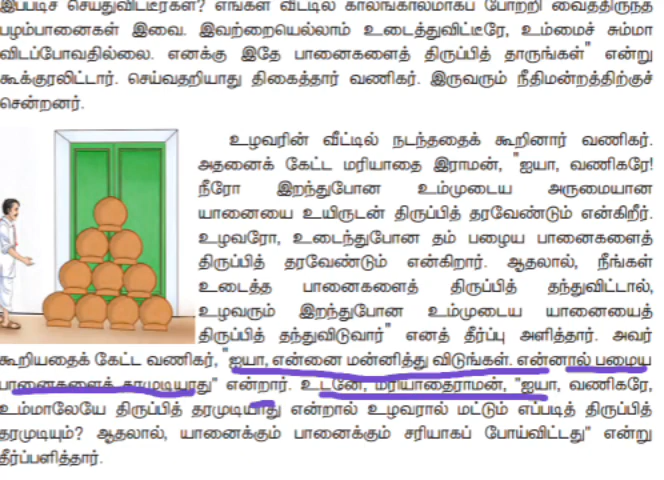 இப்படிச் செய்துவிட்டீர்கள்? எங்கள் வீட்டில் காலங்காலமாகப் போற்றி வைத்திருந்த
பழம்பானைகள் இவை. இவற்றையெல்லாம் உடைத்துவிட்டீரே, உம்மைச் சும்மா
விடப்போவதில்லை. எனக்கு இதே பானைகளைத் திருப்பித் தாருங்கள்" என்று
கூக்குரலிட்டார். செய்வதறியாது திகைத்தார் வணிகர். இருவரும் நீதிமன்றத்திற்குச்
சென்றனர்.
உழவரின் வீட்டில் நடந்ததைக் கூறினார் வணிகர்.
அதனைக் கேட்ட மரியாதை இராமன், "ஐயா, வணிகரே!
நீரோ இறந்துபோன உம்முடைய அருமையான
யானையை உயிருடன் திருப்பித் தரவேண்டும் என்கிறீர்.
உழவரோ, உடைந்துபோன தம் பழைய பானைகளைத்
திருப்பித் தரவேண்டும் என்கிறார். ஆதலால், நீங்கள்
உடைத்த பானைகளைத் திருப்பித் தந்துவிட்டால்,
உழவரும் இறந்துபோன உம்முடைய யானையைத்
திருப்பித் தந்துவிடுவார்" எனத் தீர்ப்பு அளித்தார். அவர்
கூறியதைக் கேட்ட வணிகர், "ஐயா, என்னை மன்னித்து விடுங்கள். என்னால் பழைய
பானைகளைக் தரமுடியாது" என்றார். உடனே, மரியாதைராமன், "ஐயா, வணிகரே,
உம்மாலேயே திருப்பித் தரமுடியாது என்றால் உழவரால் மட்டும் எப்படித் திருப்பித்
தரமுடியும்? ஆதலால், யானைக்கும் பானைக்கும் சரியாகப் போய்விட்டது" என்று
தீர்ப்பளித்தார்.